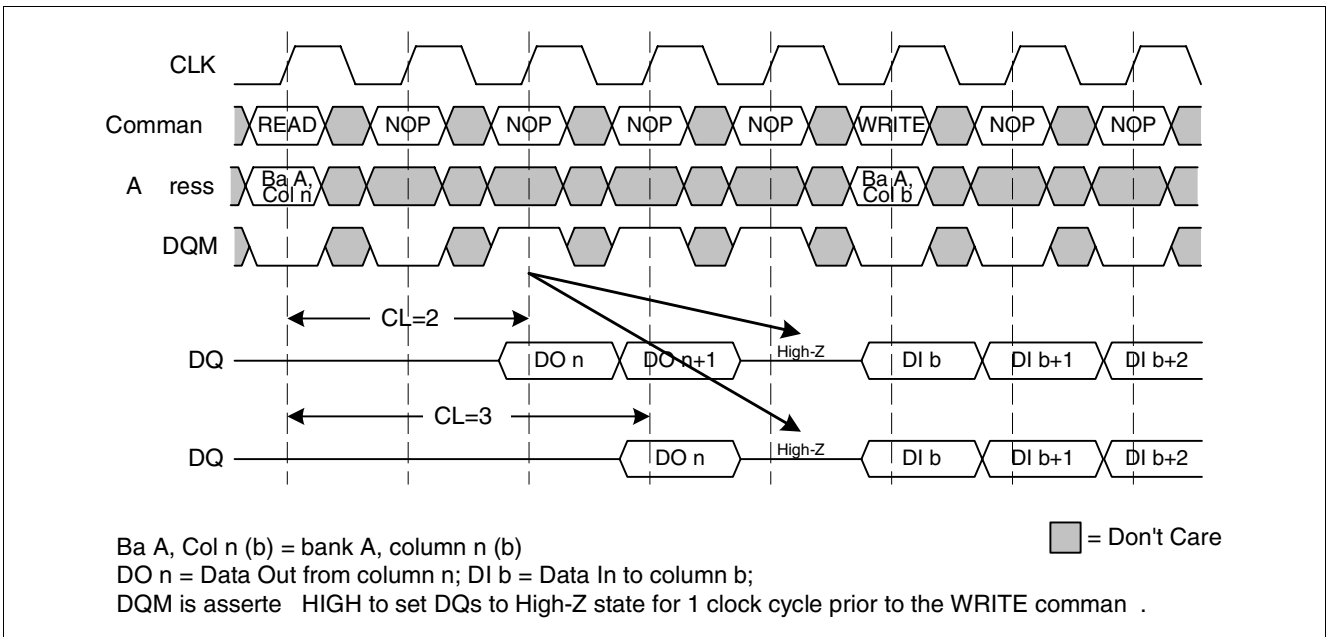 CLK
Comman
READ NOP NOP NOP NOP WRITE NOP NOP
A ress
Ba A, Ba A,
Col n Col b
DQM
CL=2
DQ DO n DO n+1 High-Z DI b DI b+1 DI b+2
CL=3
DQ DO n High-Z DI b DI b+1 DI b+2
Ba A, Col n (b) = bank A, column n (b)
= Don't Care
DO n = Data Out from column n; DI b = Data In to column b;
DQM is asserte HIGH to set DQs to High-Z state for 1 clock cycle prior to the WRITE comman .